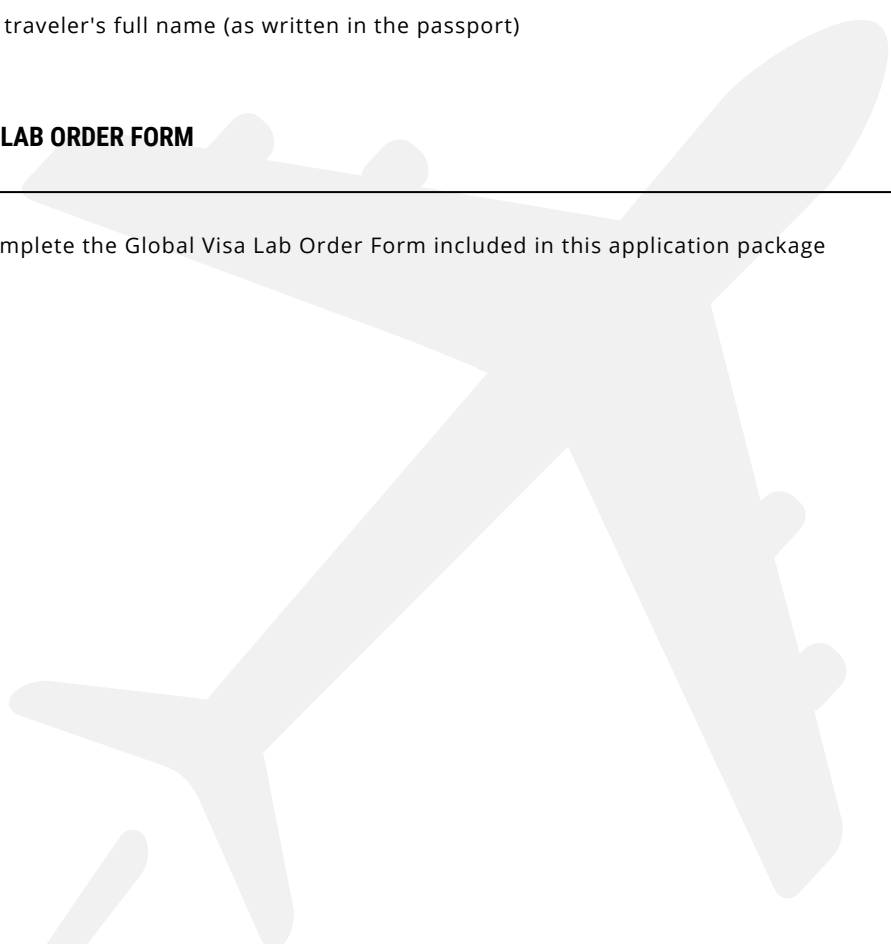 traveler's full name (as written in the passport)
LAB ORDER FORM
mplete the Global Visa Lab Order Form included in this application package